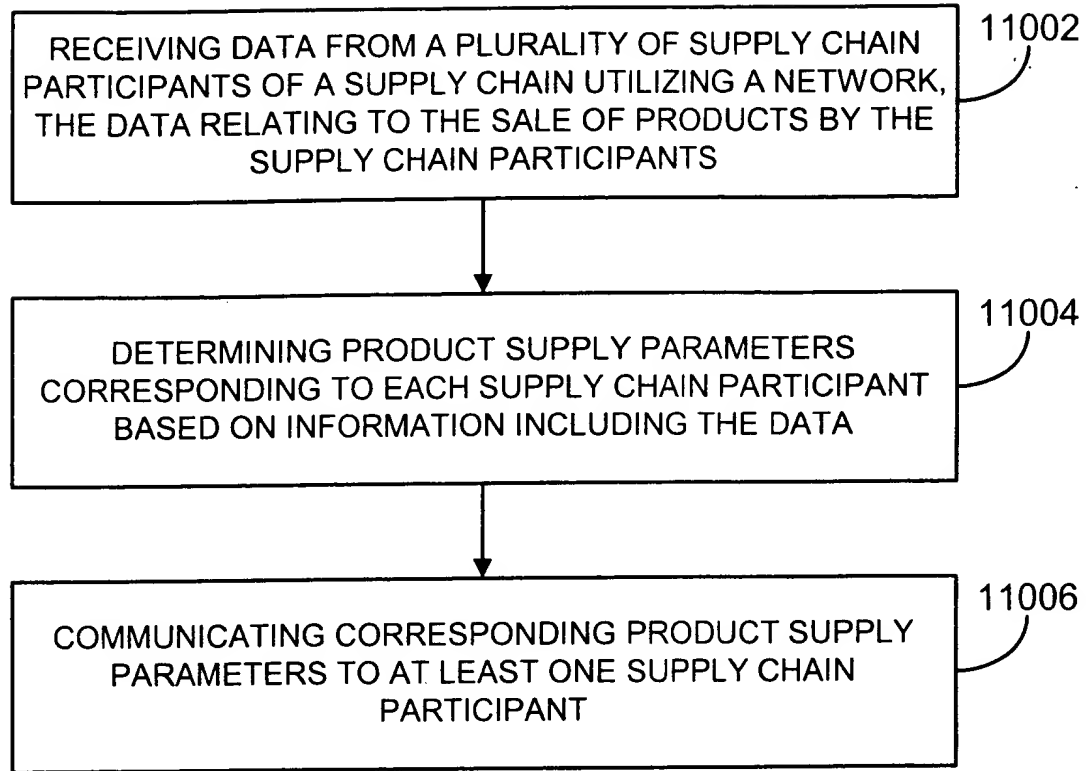 RECEIVING DATA FROM A PLURALITY OF SUPPLY CHAIN
PARTICIPANTS OF A SUPPLY CHAIN UTILIZING A NETWORK,
THE DATA RELATING TO THE SALE OF PRODUCTS BY THE
SUPPLY CHAIN PARTICIPANTS
11002
DETERMINING PRODUCT SUPPLY PARAMETERS
CORRESPONDING TO EACH SUPPLY CHAIN PARTICIPANT
BASED ON INFORMATION INCLUDING THE DATA
11004
COMMUNICATING CORRESPONDING PRODUCT SUPPLY
PARAMETERS TO AT LEAST ONE SUPPLY CHAIN
PARTICIPANT
11006